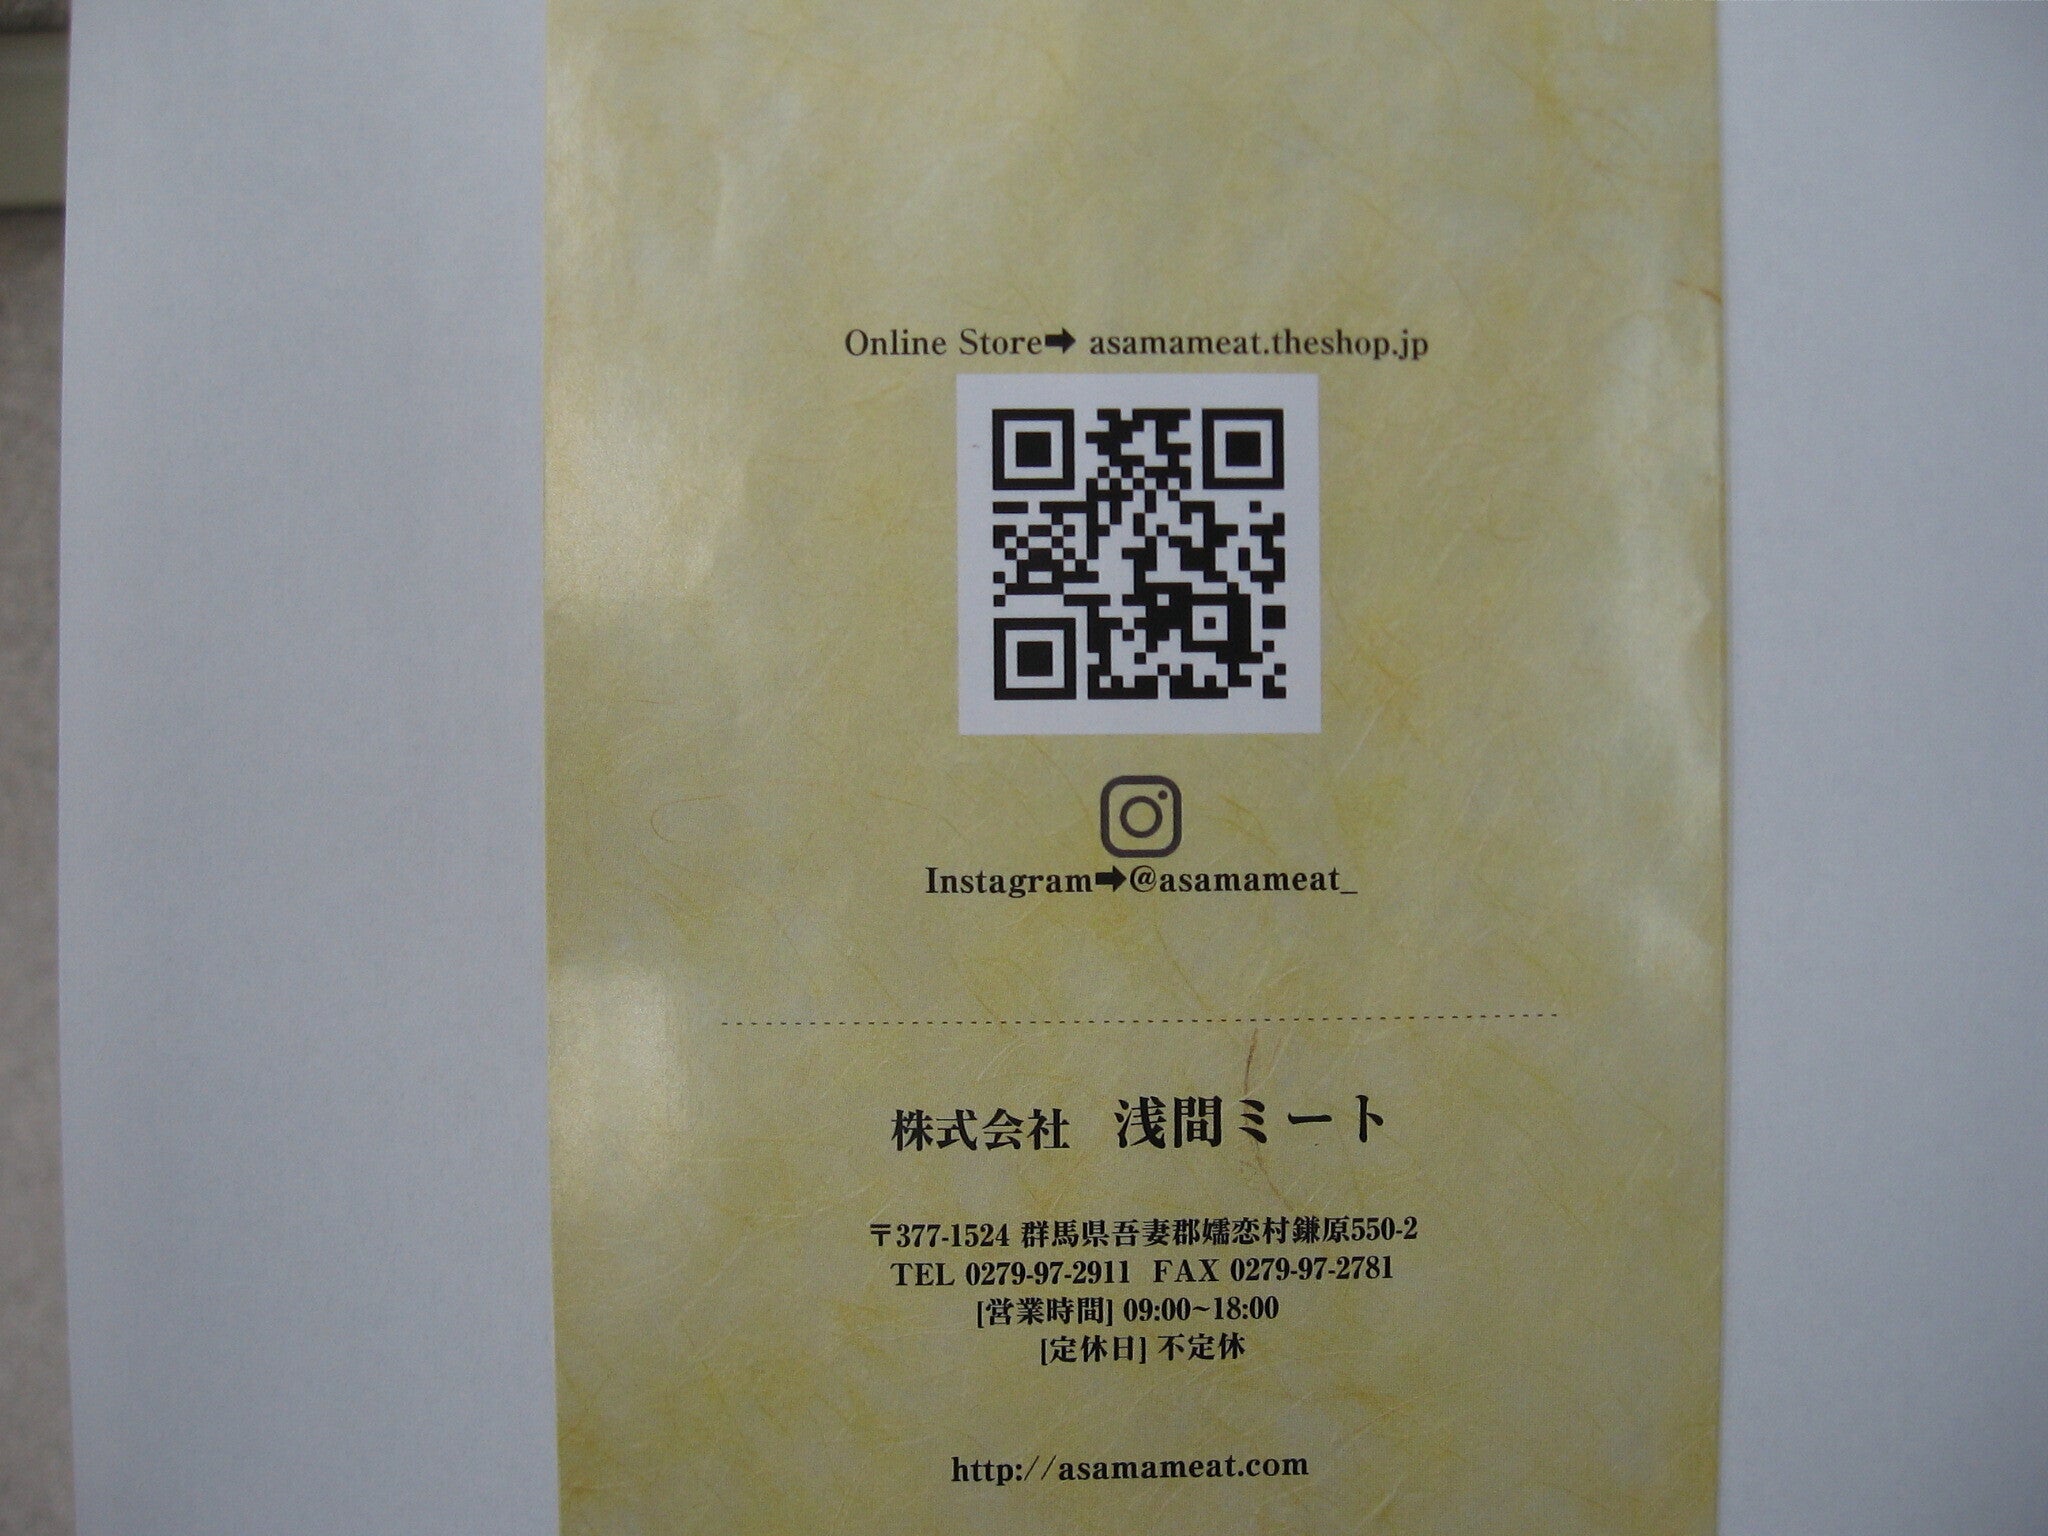 Online Store➡ asamameat.theshop.jp
Instagram➡@asamameat_
株式会社 浅間ミート
〒377-1524 群馬県吾妻郡嬬恋村鎌原550-2
TEL 0279-97-2911 FAX 0279-97-2781
[営業時間] 09:00~18:00
[定休日] 不定休
http://asamameat.com